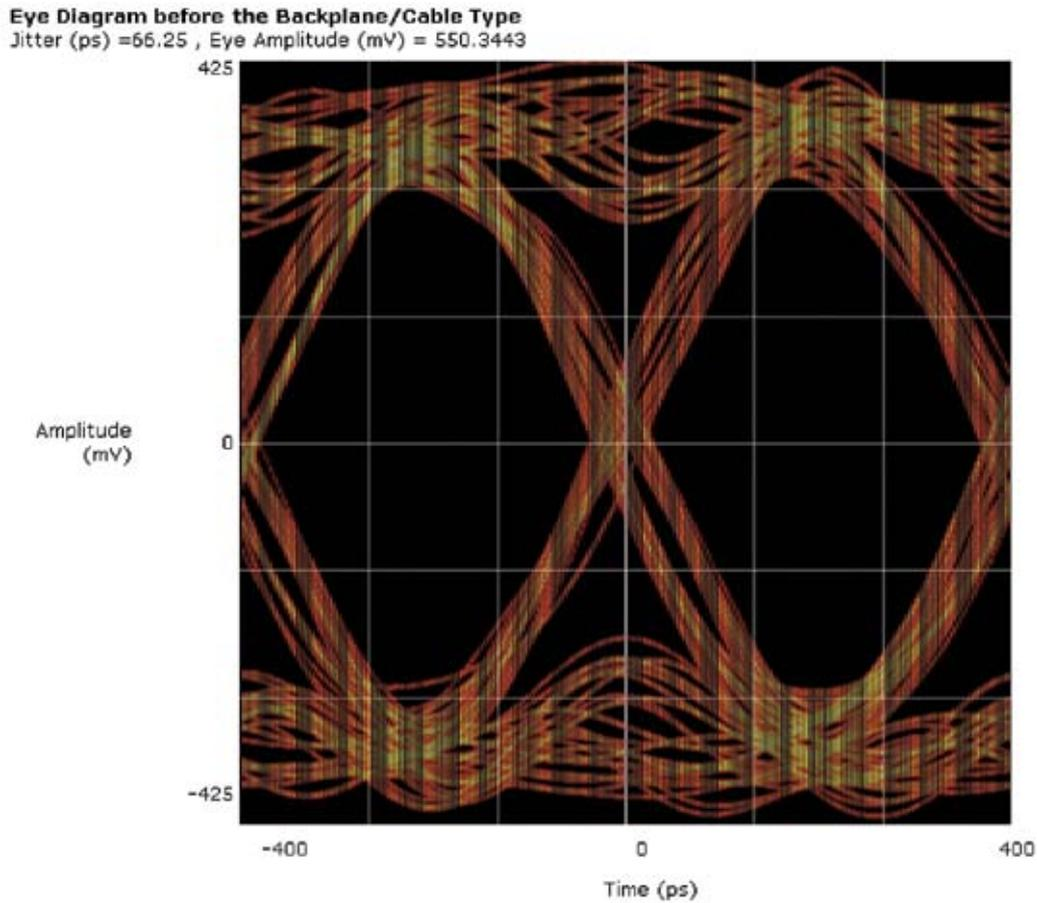 Eye Diagram before the Backplane/Cable Type
Jitter (ps) =66.25 , Eye Amplitude (mV) = 550.3443
425
Amplitude
(mV)
0
-425
-400
0
400
Time (ps)